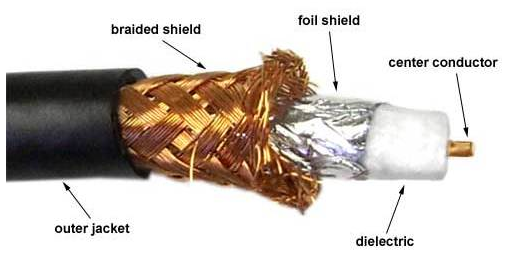 foil shield
braided shield
center conductor
outer jacket
dielectric